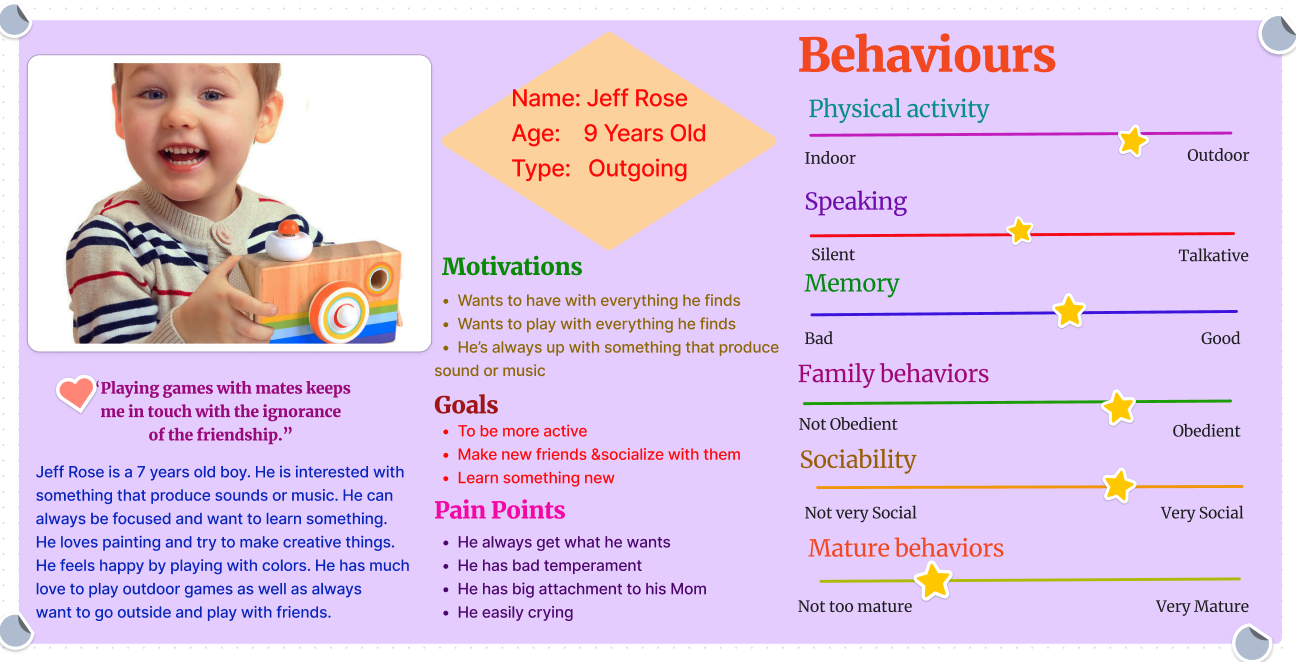 Name: Jeff Rose
Age: 9 Years Old
Type: Outgoing
‘Playing games with mates keeps
me in touch with the ignorance
of the friendship.”
Jeff Rose is a 7 years old boy. He is interested with
something that produce sounds or music. He can
always be focused and want to learn something.
He loves painting and try to make creative things.
He feels happy by playing with colors. He has much
love to play outdoor games as well as always
want to go outside and play with friends.
Motivations
• Wants to have with everything he finds
• Wants to play with everything he finds
• He’s always up with something that produce
sound or music
Goals
• To be more active
• Make new friends &socialize with them
• Learn something new
Pain Points
• He always get what he wants
• He has bad temperament
• He has big attachment to his Mom
• He easily crying
Behaviours
Physical activity
Indoor Outdoor
Speaking
Silent Talkative
Memory
Bad Good
Family behaviors
Not Obedient Obedient
Sociability
Not very Social Very Social
Mature behaviors
Not too mature Very Mature